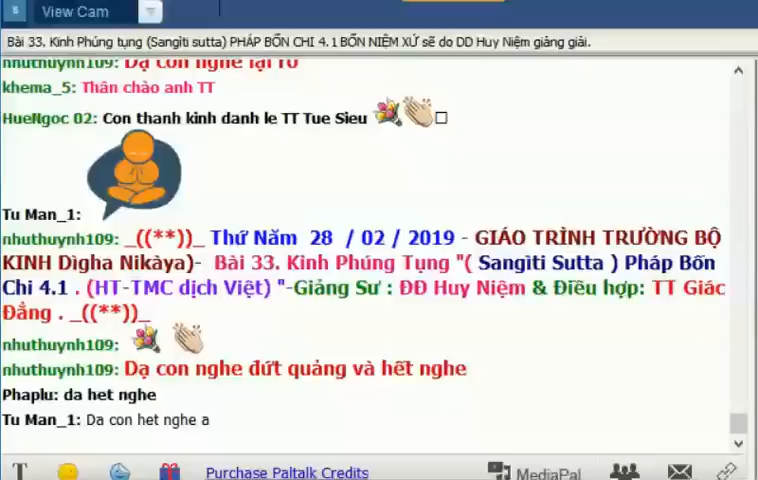 View Cam
Bài 33. Kinh Phúng tụng (Sangìti sutta) PHÁP BỐN CHI 4.1 BỐN NIỆM XỨ sẽ do DD Huy Niệm giảng giải.
nhuthuynh109: Dạ con nghe lại rõ
khema_5: Thân chào anh TT
HueNgoc 02: Con thanh kinh danh le TT Tue Sieu
Tu Man_1:
nhuthuynh109: _((**))_ Thứ Năm 28 / 02 / 2019 - GIÁO TRÌNH TRƯỜNG BỘ
KINH Dìgha Nikàya)- Bài 33. Kinh Phúng Tụng "( Sangìti Sutta ) Pháp Bốn
Chi 4.1 . (HT-TMC dịch Việt) "-Giảng Sư : ĐĐ Huy Niệm & Điều hợp: TT Giác
Đẳng . _((**))_
nhuthuynh109:
nhuthuynh109: Dạ con nghe đứt quảng và hết nghe
Phaplu: da het nghe
Tu Man_1: Da con het nghe a
T Purchase Paltalk Credits MediaPal